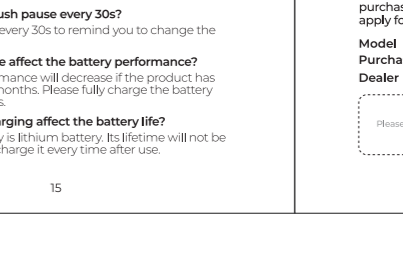 ush pause every 30s?
every 30s to remind you to change the
e affect the battery performance?
mance will decrease if the product has
months. Please fully charge the battery
s.
rging affect the battery life?
y is lithium battery. Its lifetime will not be
charge it every time after use.
15
purchas
apply fo
Model
Purcha
Dealer
Please